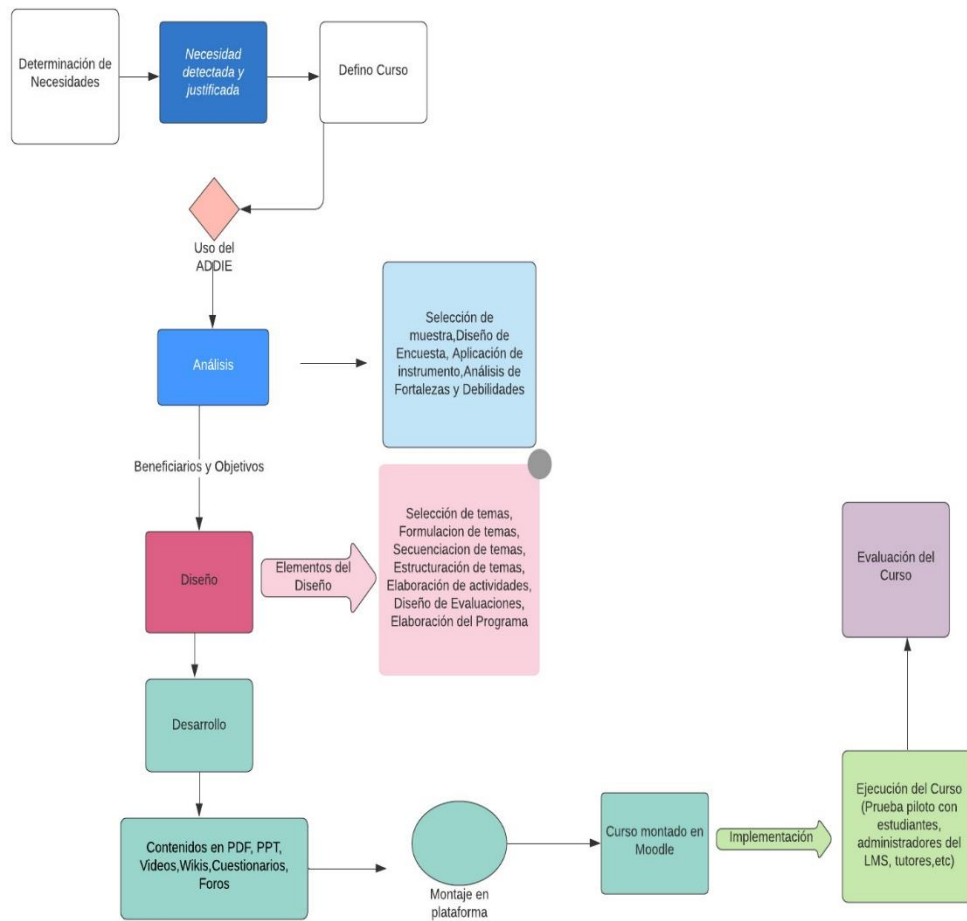 Determinación de
Necesidades
Necesidad
detectada y
justificada
Defino Curso
Uso del
ADDIE
Análisis
Selección de
muestra,Diseño de
Encuesta, Aplicación de
instrumento,Análisis de
Fortalezas y Debilidades
Beneficiarios y Objetivos
Diseño
Elementos del
Diseño
Selección de temas,
Formulacion de temas,
Secuenciacion de temas,
Estructuración de temas,
Elaboración de actividades,
Diseño de Evaluaciones,
Elaboración del Programa
Evaluación del
Curso
Desarrollo
Contenidos en PDF, PPT,
Videos,Wikis,Cuestionarios,
Foros
Montaje en
plataforma
Curso montado en
Moodle
Implementación
Ejecución del Curso
(Prueba piloto con
estudiantes,
administradores del
LMS, tutores,etc)